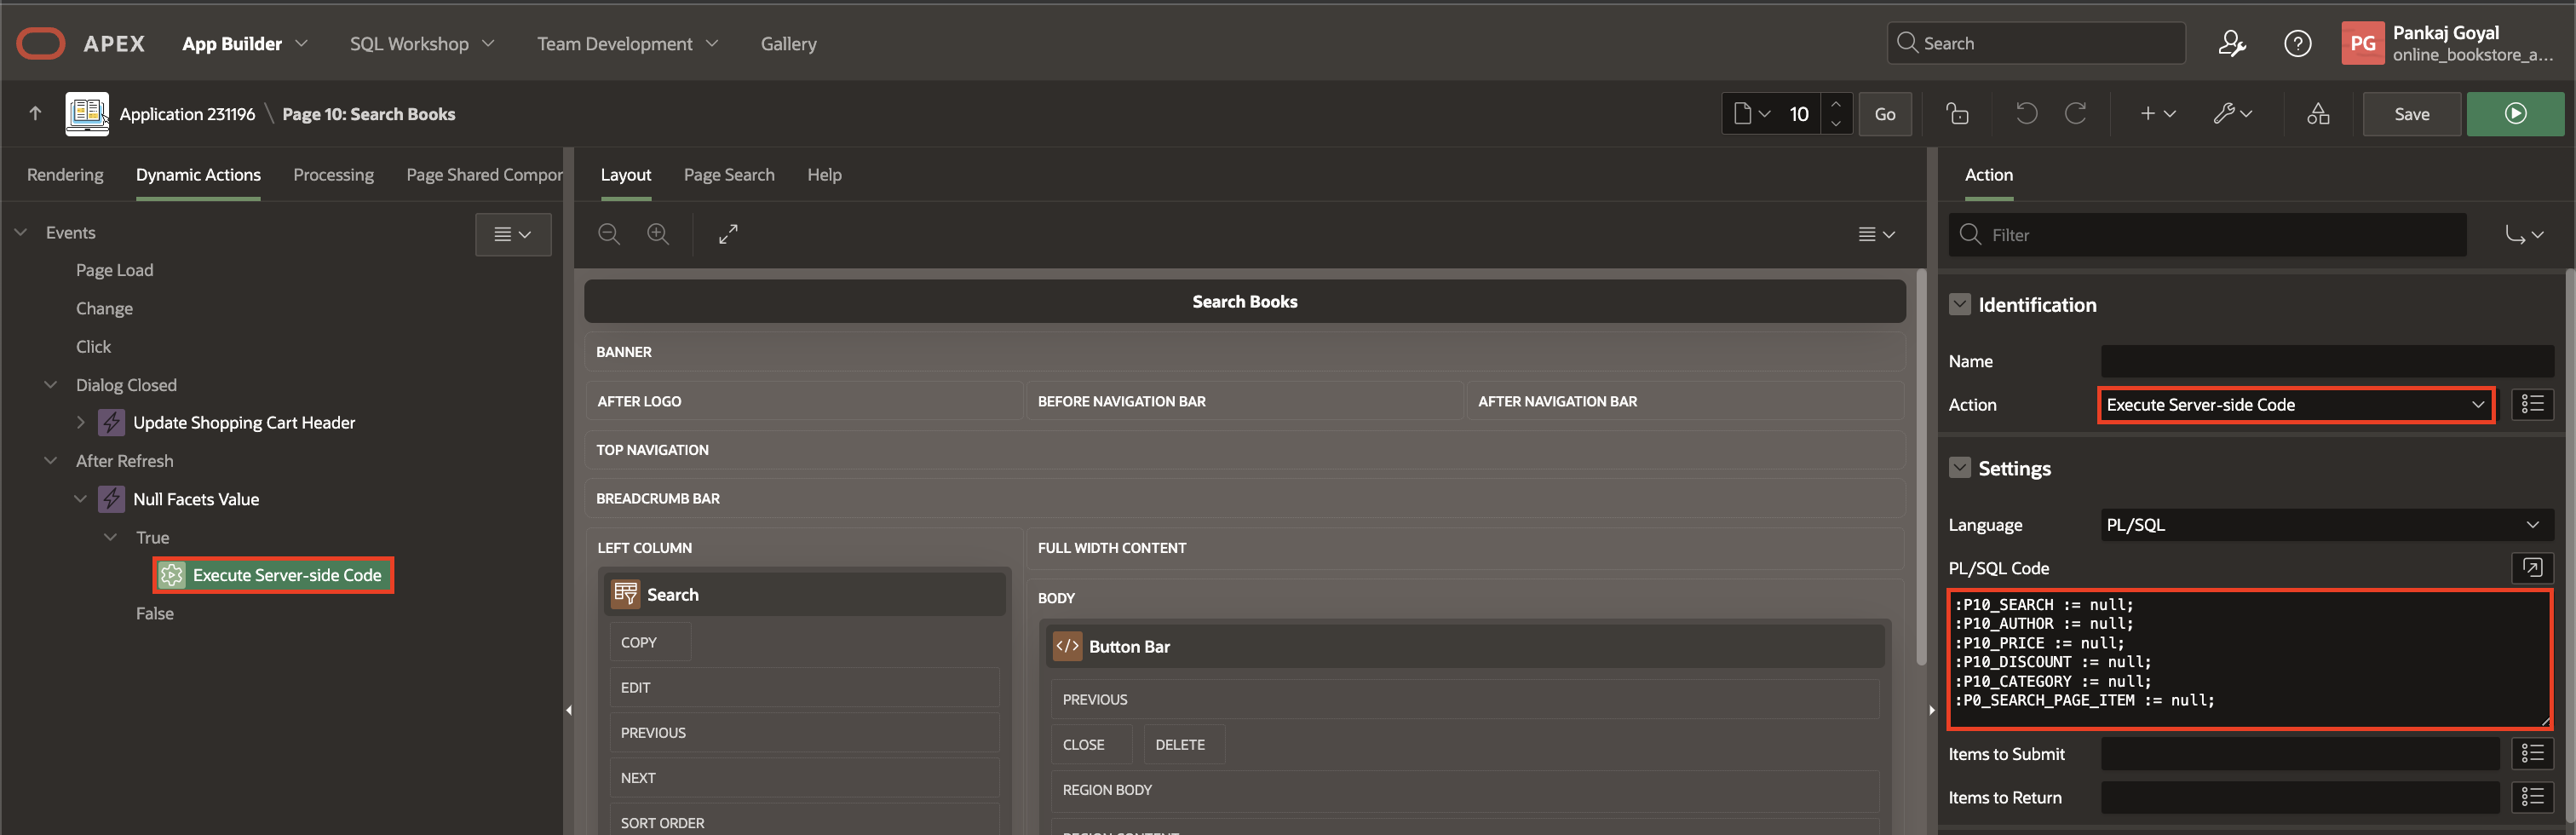 APEX App Builder SQL Workshop Team Development Gallery Search PG Pankaj Goyal
online_bookstore_a...
Application 231196 \ Page 10: Search Books 10 Go Save
Rendering Dynamic Actions Processing Page Shared Compor
Events
Page Load
Change
Click
Dialog Closed
Update Shopping Cart Header
After Refresh
Null Facets Value
True
Execute Server-side Code
False
Layout Page Search Help
Search Books
BANNER
AFTER LOGO BEFORE NAVIGATION BAR AFTER NAVIGATION BAR
TOP NAVIGATION
BREADCRUMB BAR
LEFT COLUMN
Search
COPY
EDIT
PREVIOUS
NEXT
SORT ORDER
FULL WIDTH CONTENT
BODY
</> Button Bar
PREVIOUS
CLOSE DELETE
REGION BODY
REGION CONTENT
Action
Filter
Identification
Name
Action Execute Server-side Code
Settings
Language PL/SQL
PL/SQL Code
:P10_SEARCH := null;
:P10_AUTHOR := null;
:P10_PRICE := null;
:P10_DISCOUNT := null;
:P10_CATEGORY := null;
:P0_SEARCH_PAGE_ITEM := null;
Items to Submit
Items to Return